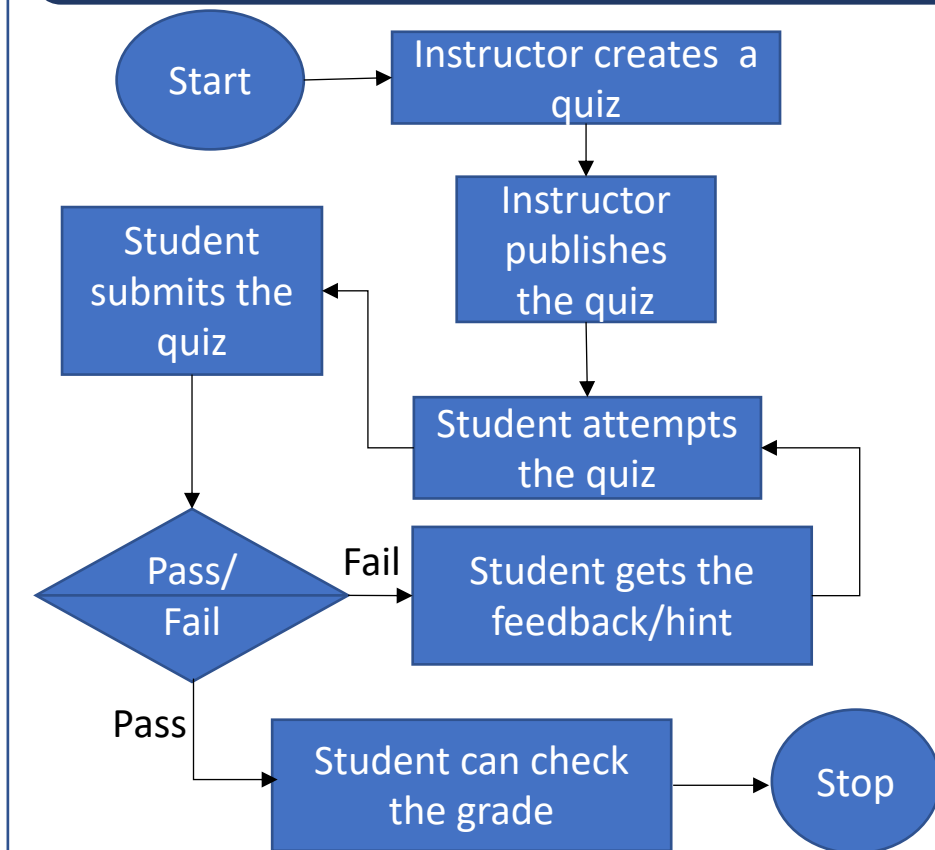 Start
Instructor creates a
quiz
Instructor
publishes
the quiz
Student
submits the
quiz
Student attempts
the quiz
Pass/
Fail
Fail
Student gets the
feedback/hint
Pass
Student can check
the grade
Stop